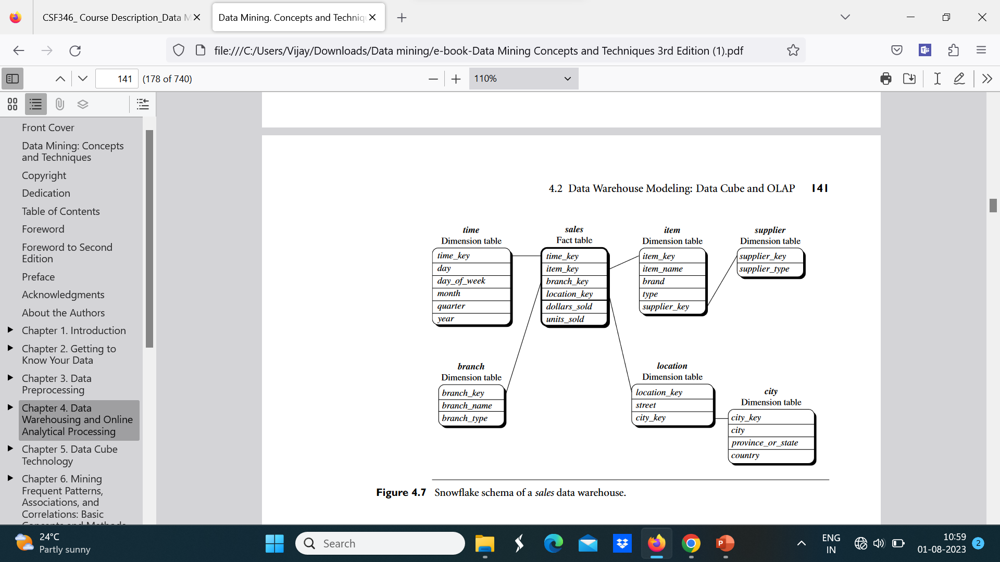 CSF346_ Course Description_Data M
Data Mining. Concepts and Techniq
file:///C:/Users/Vijay/Downloads/Data mining/e-book-Data Mining Concepts and Techniques 3rd Edition (1).pdf
141 (178 of 740)
110%
Front Cover
Data Mining: Concepts
and Techniques
Copyright
Dedication
Table of Contents
Foreword
Foreword to Second
Edition
Preface
Acknowledgments
About the Authors
Chapter 1. Introduction
Chapter 2. Getting to
Know Your Data
Chapter 3. Data
Preprocessing
Chapter 4. Data
Warehousing and Online
Analytical Processing
Chapter 5. Data Cube
Technology
Chapter 6. Mining
Frequent Patterns,
Associations, and
Correlations: Basic
Concepts and Methods
4.2 Data Warehouse Modeling: Data Cube and OLAP 141
time
Dimension table
time_key
day
day_of_week
month
quarter
year
sales
Fact table
time_key
item_key
branch_key
location_key
dollars_sold
units_sold
item
Dimension table
item_key
item_name
brand
type
supplier_key
supplier
Dimension table
supplier_key
supplier_type
branch
Dimension table
branch_key
branch_name
branch_type
location
Dimension table
location_key
street
city_key
city
Dimension table
city_key
city
province_or_state
country
Figure 4.7 Snowflake schema of a sales data warehouse.
24°C
Partly sunny
Search
ENG
IN
10:59
01-08-2023
2